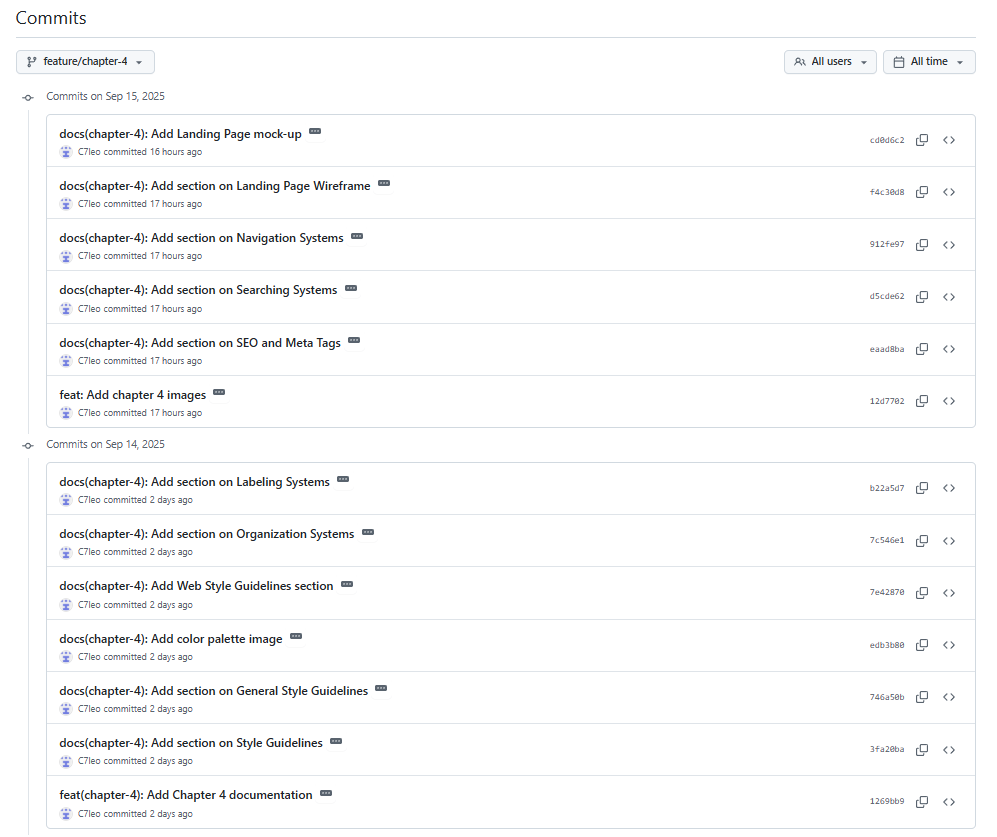 Commits
feature/chapter-4
All users
All time
Commits on Sep 15, 2025
docs(chapter-4): Add Landing Page mock-up
C7leo committed 16 hours ago
cd0d6c2
docs(chapter-4): Add section on Landing Page Wireframe
C7leo committed 17 hours ago
f4c30d8
docs(chapter-4): Add section on Navigation Systems
C7leo committed 17 hours ago
912fe97
docs(chapter-4): Add section on Searching Systems
C7leo committed 17 hours ago
d5cde62
docs(chapter-4): Add section on SEO and Meta Tags
C7leo committed 17 hours ago
eaad8ba
feat: Add chapter 4 images
C7leo committed 17 hours ago
12d7702
Commits on Sep 14, 2025
docs(chapter-4): Add section on Labeling Systems
C7leo committed 2 days ago
b22a5d7
docs(chapter-4): Add section on Organization Systems
C7leo committed 2 days ago
7c546e1
docs(chapter-4): Add Web Style Guidelines section
C7leo committed 2 days ago
7e42870
docs(chapter-4): Add color palette image
C7leo committed 2 days ago
edb3b80
docs(chapter-4): Add section on General Style Guidelines
C7leo committed 2 days ago
746a50b
docs(chapter-4): Add section on Style Guidelines
C7leo committed 2 days ago
3fa20ba
feat(chapter-4): Add Chapter 4 documentation
C7leo committed 2 days ago
1269bb9